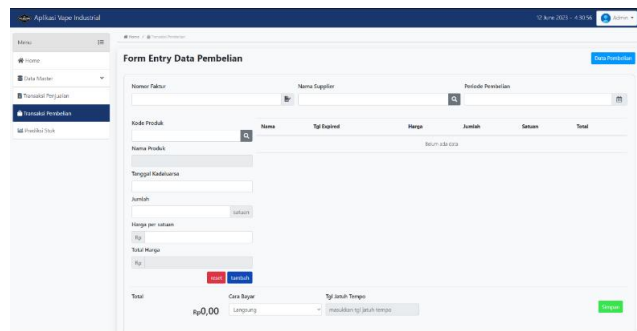 Aplikasi Vape Industrial
12 June 2023 - 4:30:56 Admin
Menu
Home / Transaksi Pembelian
Home
Data Master
Transaksi Penjualan
Transaksi Pembelian
Prediksi Stok
Form Entry Data Pembelian
Data Pembelian
Nomor Faktur Nama Supplier Periode Pembelian
Kode Produk
Nama Tgl Expired Harga Jumlah Satuan Total
Belum ada data
Nama Produk
Tanggal Kadaluarsa
Jumlah
satuan
Harga per satuan
Rp
Total Harga
Rp
reset tambah
Total Cara Bayar Tgl Jatuh Tempo
Rp0,00 Langsung masukkan tgl jatuh tempo
Simpan